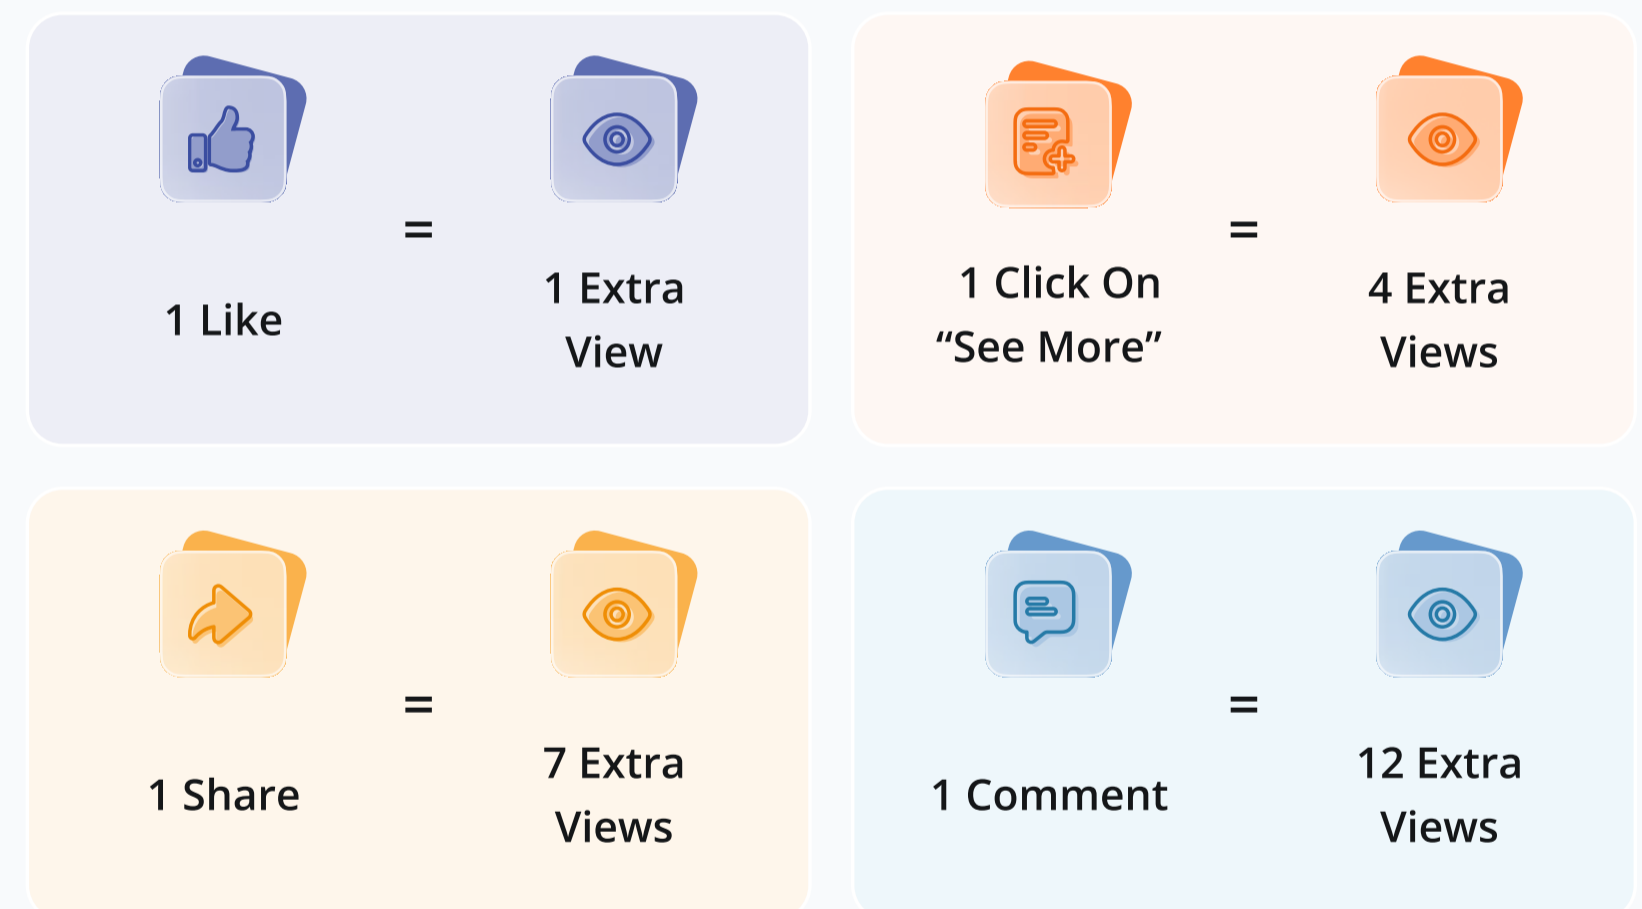 1 Like
=
1 Extra
View
1 Click On
“See More”
=
4 Extra
Views
1 Share
=
7 Extra
Views
1 Comment
=
12 Extra
Views